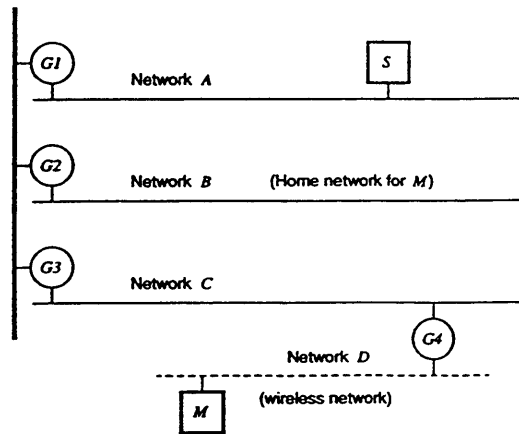 G1
S
Network A
G2
Network B (Home network for M)
G3
Network C
G4
Network D
M
(wireless network)